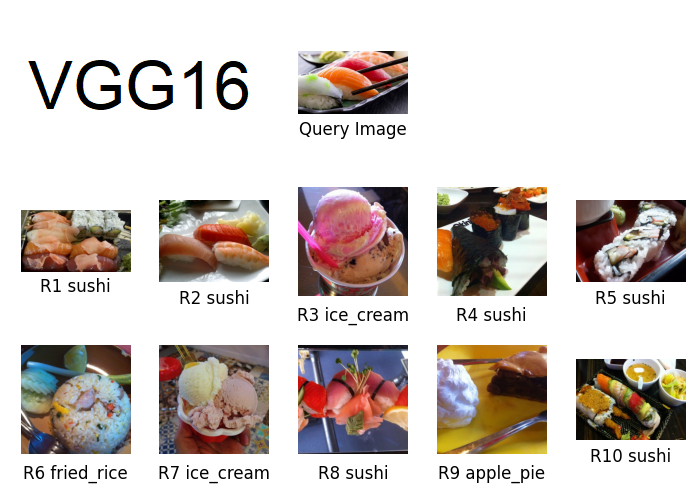 VGG16
Query Image
R1 sushi
R2 sushi
R3 ice_cream
R4 sushi
R5 sushi
R6 fried_rice
R7 ice_cream
R8 sushi
R9 apple_pie
R10 sushi